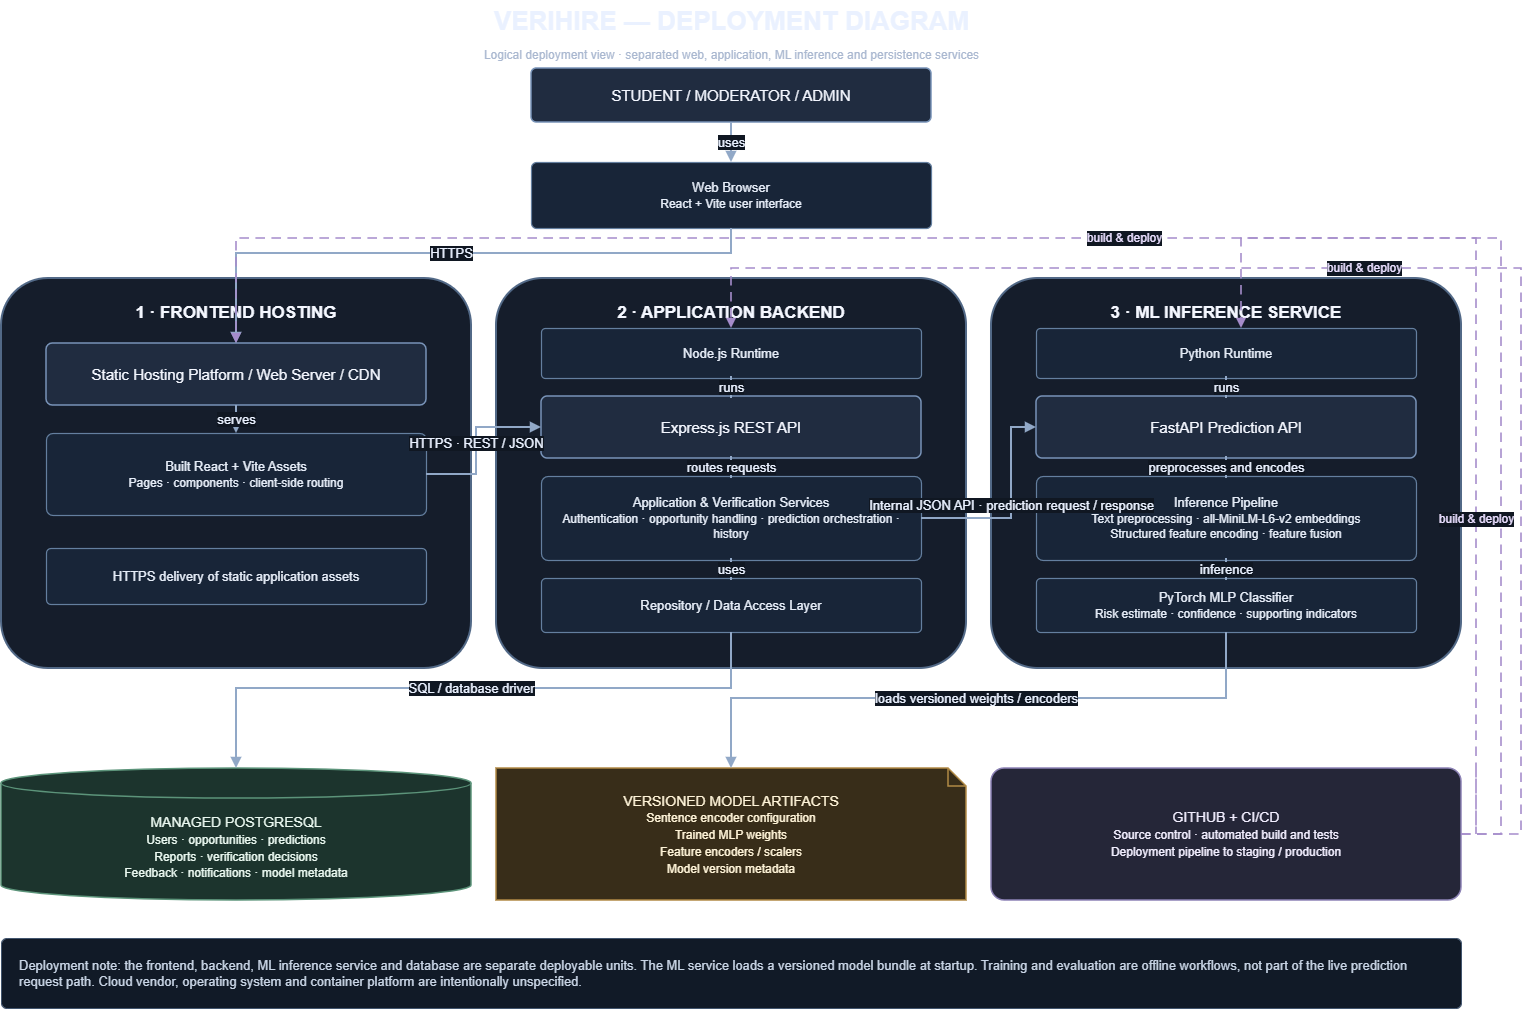 VERIHIRE — DEPLOYMENT DIAGRAM
Logical deployment view · separated web, application, ML inference and persistence services
STUDENT / MODERATOR / ADMIN
uses
Web Browser
React + Vite user interface
build & deploy
HTTPS
build & deploy
1 · FRONTEND HOSTING
Static Hosting Platform / Web Server / CDN
serves
Built React + Vite Assets
Pages · components · client-side routing
HTTPS delivery of static application assets
HTTPS · REST / JSON
2 · APPLICATION BACKEND
Node.js Runtime
runs
Express.js REST API
routes requests
Application & Verification Services
Authentication · opportunity handling · prediction orchestration ·
history
uses
Repository / Data Access Layer
Internal JSON API · prediction request / response
3 · ML INFERENCE SERVICE
Python Runtime
runs
FastAPI Prediction API
preprocesses and encodes
Inference Pipeline
Text preprocessing · all-MiniLM-L6-v2 embeddings
Structured feature encoding · feature fusion
inference
PyTorch MLP Classifier
Risk estimate · confidence · supporting indicators
build & deploy
SQL / database driver
loads versioned weights / encoders
MANAGED POSTGRESQL
Users · opportunities · predictions
Reports · verification decisions
Feedback · notifications · model metadata
VERSIONED MODEL ARTIFACTS
Sentence encoder configuration
Trained MLP weights
Feature encoders / scalers
Model version metadata
GITHUB + CI/CD
Source control · automated build and tests
Deployment pipeline to staging / production
Deployment note: the frontend, backend, ML inference service and database are separate deployable units. The ML service loads a versioned model bundle at startup. Training and evaluation are offline workflows, not part of the live prediction
request path. Cloud vendor, operating system and container platform are intentionally unspecified.